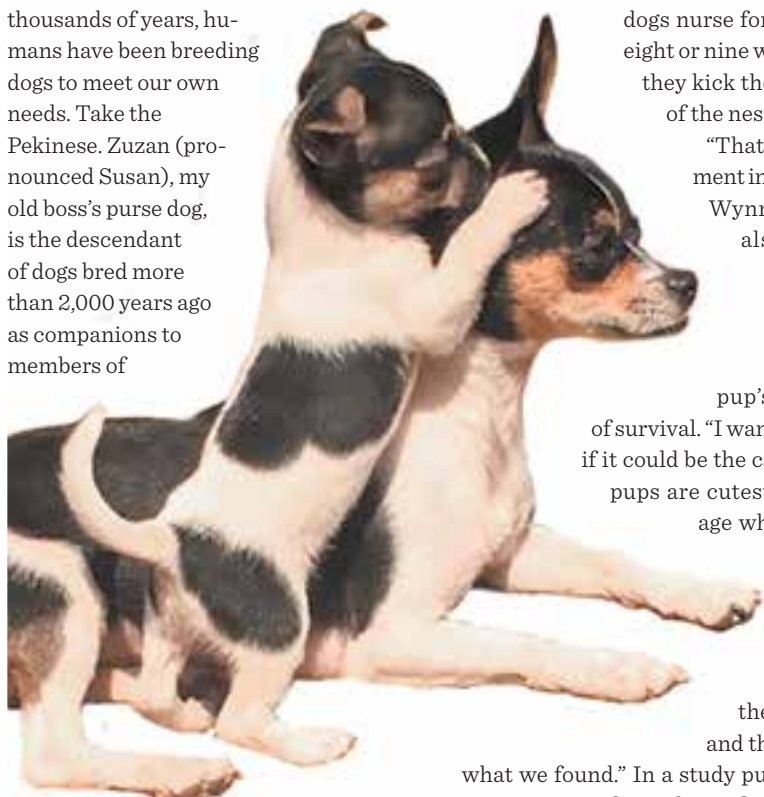 thousands of years, hu-
mans have been breeding
dogs to meet our own
needs. Take the
Pekinese. Zuzan (pro-
nounced Susan), my
old boss’s purse dog,
is the descendant
of dogs bred more
than 2,000 years ago
as companions to
members of
dogs nurse for
eight or nine w
they kick the
of the nes
“That
ment in
Wynn
als
pup’s
of survival. “I wan
if it could be the ca
pups are cutes
age wh
the
and th
what we found.” In a study pu